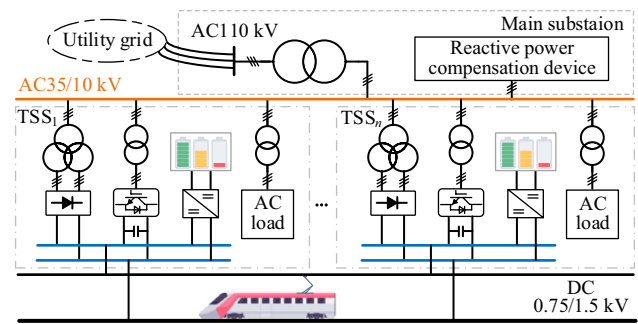 Main substaion
Utility grid
AC110 kV
Reactive power
compensation device
AC35/10 kV
TSS1
TSSn
AC
load
...
AC
load
DC
0.75/1.5 kV